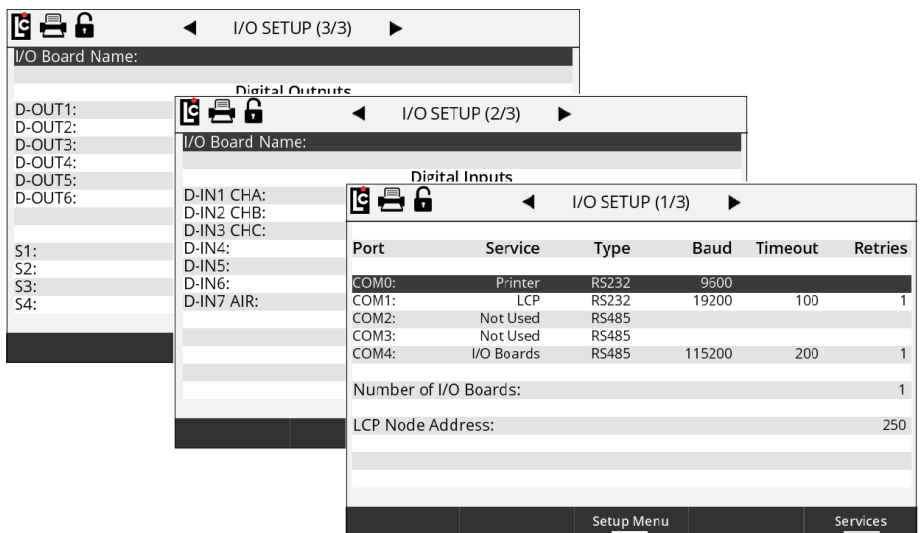 LC I/O SETUP (3/3)
I/O Board Name:
Digital Outputs
D-OUT1:
D-OUT2:
D-OUT3:
D-OUT4:
D-OUT5:
D-OUT6:
S1:
S2:
S3:
S4:
LC I/O SETUP (2/3)
I/O Board Name:
Digital Inputs
D-IN1 CHA:
D-IN2 CHB:
D-IN3 CHC:
D-IN4:
D-IN5:
D-IN6:
D-IN7 AIR:
LC I/O SETUP (1/3)
Port Service Type Baud Timeout Retries
COM0: Printer RS232 9600
COM1: LCP RS232 19200 100 1
COM2: Not Used RS485
COM3: Not Used RS485
COM4: I/O Boards RS485 115200 200 1
Number of I/O Boards: 1
LCP Node Address: 250
Setup Menu Services